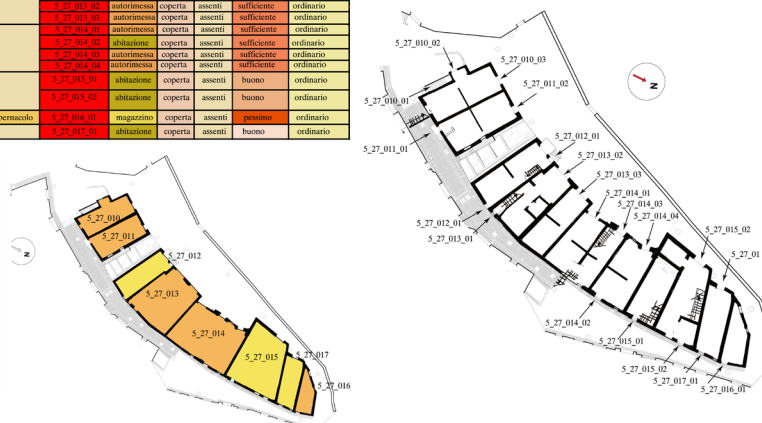 5_27_013_02 autorimessa coperta assenti sufficiente ordinario
5_27_013_03 autorimessa coperta assenti sufficiente ordinario
5_27_014_01 autorimessa coperta assenti sufficiente ordinario
5_27_014_02 abitazione coperta assenti sufficiente ordinario
5_27_014_03 autorimessa coperta assenti sufficiente ordinario
5_27_014_04 autorimessa coperta assenti sufficiente ordinario
5_27_015_01 abitazione coperta assenti buono ordinario
5_27_015_02 abitazione coperta assenti buono ordinario
pernacolo 5_27_016_01 magazzino coperta assenti pessimo ordinario
5_27_017_01 abitazione coperta assenti buono ordinario
5_27_010
5_27_011
5_27_012
5_27_013
5_27_014
5_27_015
5_27_017
5_27_016
N
5_27_010_02
5_27_010_03
5_27_011_02
5_27_010_01
5_27_011_01
5_27_012_01
5_27_013_02
5_27_013_03
5_27_014_01
5_27_014_03
5_27_014_04
5_27_015_02
5_27_01
5_27_012_01
5_27_013_01
5_27_014_02
5_27_015_01
5_27_015_02
5_27_017_01
5_27_016_01
N